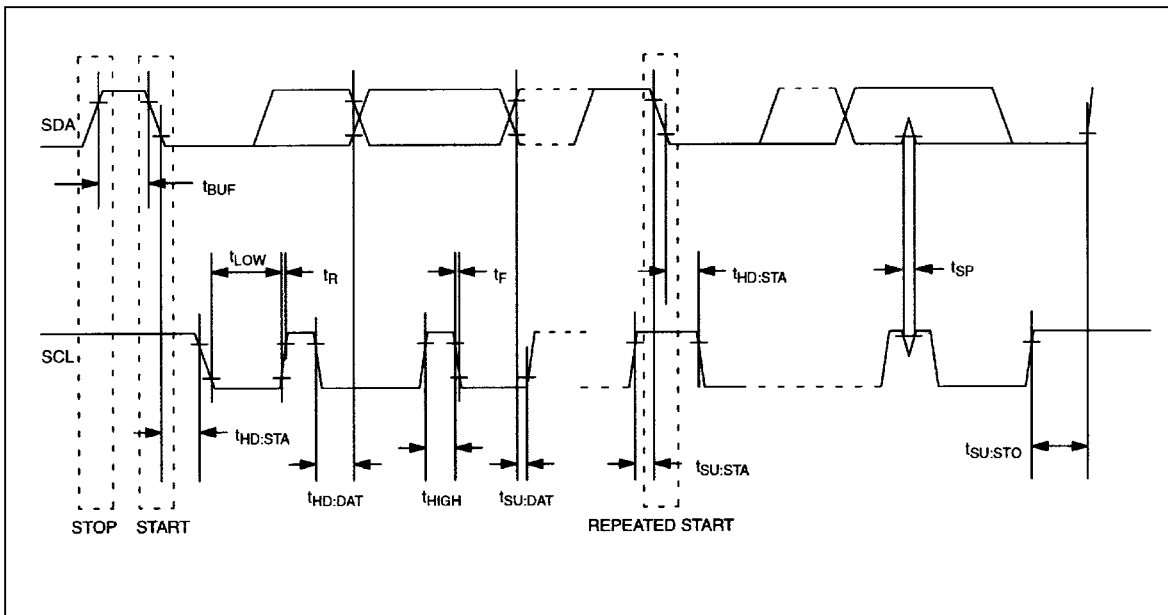 SDA
tBUF
tLOW
tR
tF
tHD:STA
tSP
SCL
tHD:STA
tSU:STA
tSU:STO
tHD:DAT
tHIGH
tSU:DAT
STOP
START
REPEATED START